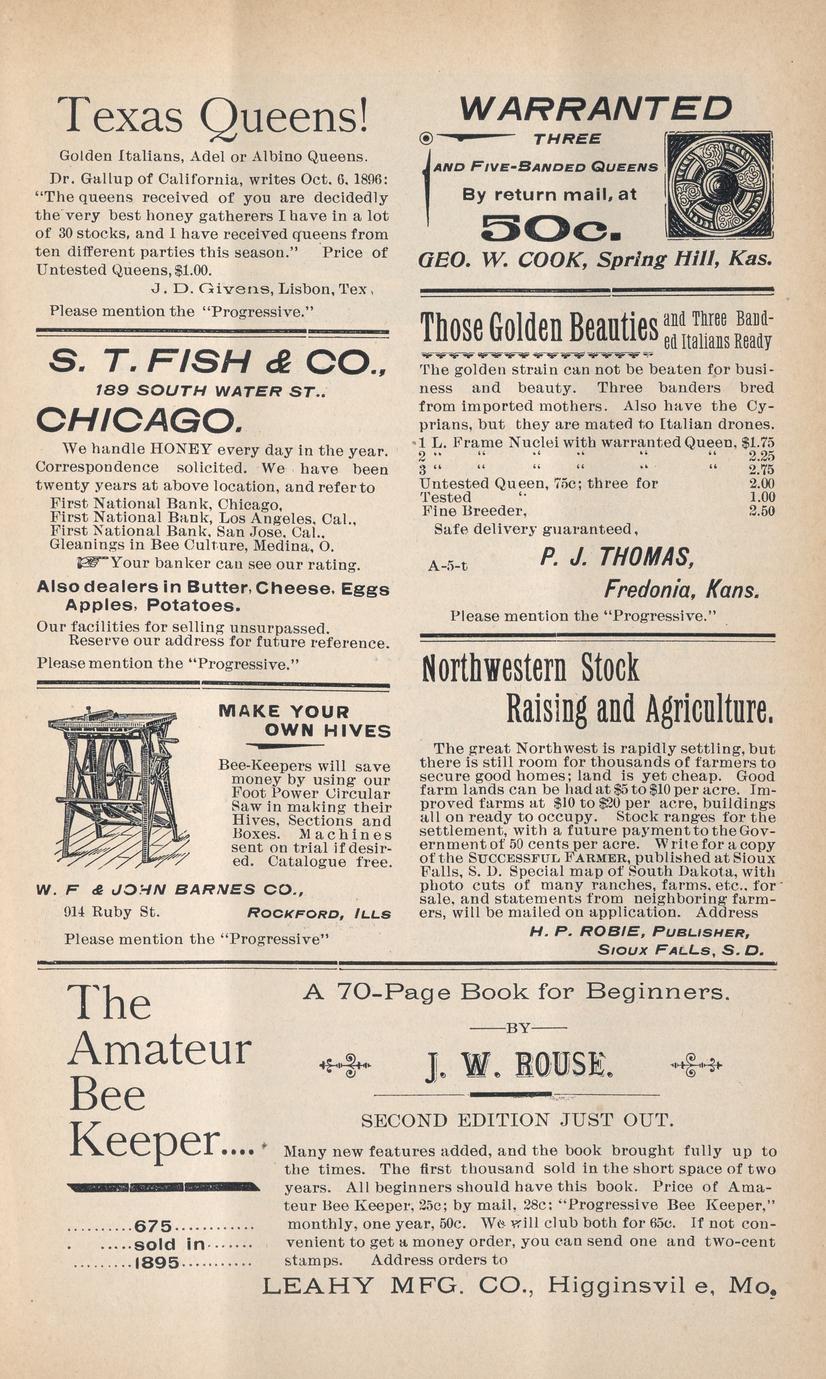 Texas Queens!
Golden Italians, Adel or Albino Queens.
Dr. Gallup of California, writes Oct. 6, 1896:
“The queens received of you are decidedly
the very best honey gatherers I have in a lot
of 30 stocks, and I have received queens from
ten different parties this season.” Price of
Untested Queens, $1.00.
J. D. Givens, Lisbon, Tex.
Please mention the “Progressive.”
S. T. FISH & CO.,
189 SOUTH WATER ST..
CHICAGO.
We handle HONEY every day in the year.
Correspondence solicited. We have been
twenty years at above location, and refer to
First National Bank, Chicago,
First National Bank, Los Angeles, Cal.,
First National Bank, San Jose, Cal.,
Gleanings in Bee Culture, Medina, O.
☞Your banker can see our rating.
Also dealers in Butter, Cheese, Eggs
Apples, Potatoes.
Our facilities for selling unsurpassed.
Reserve our address for future reference.
Please mention the “Progressive.”
MAKE YOUR
OWN HIVES
Bee-Keepers will save
money by using our
Foot Power Circular
Saw in making their
Hives, Sections and
Boxes. Machines
sent on trial if desir-
ed. Catalogue free.
W. F & JOHN BARNES CO.,
914 Ruby St. ROCKFORD, ILLS
Please mention the “Progressive”
WARRANTED
THREE
AND FIVE-BANDED QUEENS
By return mail, at
50c.
GEO. W. COOK, Spring Hill, Kas.
Those Golden Beauties and Three Band-
ed Italians Ready
The golden strain can not be beaten for busi-
ness and beauty. Three banders bred
from imported mothers. Also have the Cy-
prians, but they are mated to Italian drones.
1 L. Frame Nuclei with warranted Queen, $1.75
2 “ “ “ “ “ “ 2.25
3 “ “ “ “ “ “ 2.75
Untested Queen, 75c; three for 2.00
Tested “ 1.00
Fine Breeder, 2.50
Safe delivery guaranteed,
A-5-t P. J. THOMAS,
Fredonia, Kans.
Please mention the “Progressive.”
Northwestern Stock
Raising and Agriculture.
The great Northwest is rapidly settling, but
there is still room for thousands of farmers to
secure good homes; land is yet cheap. Good
farm lands can be had at $5 to $10 per acre. Im-
proved farms at $10 to $20 per acre, buildings
all on ready to occupy. Stock ranges for the
settlement, with a future payment to the Gov-
ernment of 50 cents per acre. Write for a copy
of the SUCCESSFUL FARMER, published at Sioux
Falls, S. D. Special map of South Dakota, with
photo cuts of many ranches, farms, etc., for
sale, and statements from neighboring farm-
ers, will be mailed on application. Address
H. P. ROBIE, PUBLISHER,
SIOUX FALLS, S. D.
The
Amateur
Bee
Keeper....
..........675............
. .....sold in.......
.........1895...........
A 70-Page Book for Beginners.
——BY——
J. W. ROUSE.
SECOND EDITION JUST OUT.
Many new features added, and the book brought fully up to
the times. The first thousand sold in the short space of two
years. All beginners should have this book. Price of Ama-
teur Bee Keeper, 25c; by mail, 28c; “Progressive Bee Keeper,”
monthly, one year, 50c. We will club both for 65c. If not con-
venient to get a money order, you can send one and two-cent
stamps. Address orders to
LEAHY MFG. CO., Higginsvil e, Mo.